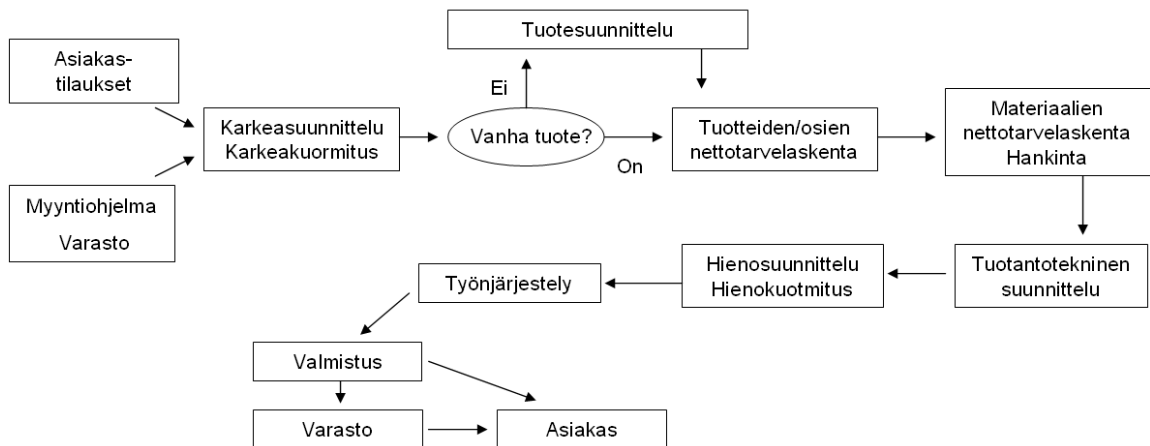 Tuotesuunnittelu
Asiakas-
tilaukset
Ei
Karkeasuunnittelu
Karkeakuormitus
Vanha tuote?
On
Tuotteiden/osien
nettotarvelaskenta
Materiaalien
nettotarvelaskenta
Hankinta
Myyntiohjelma
Varasto
Työnjärjestely
Hienosuunnittelu
Hienokuotmitus
Tuotantotekninen
suunnittelu
Valmistus
Varasto
Asiakas